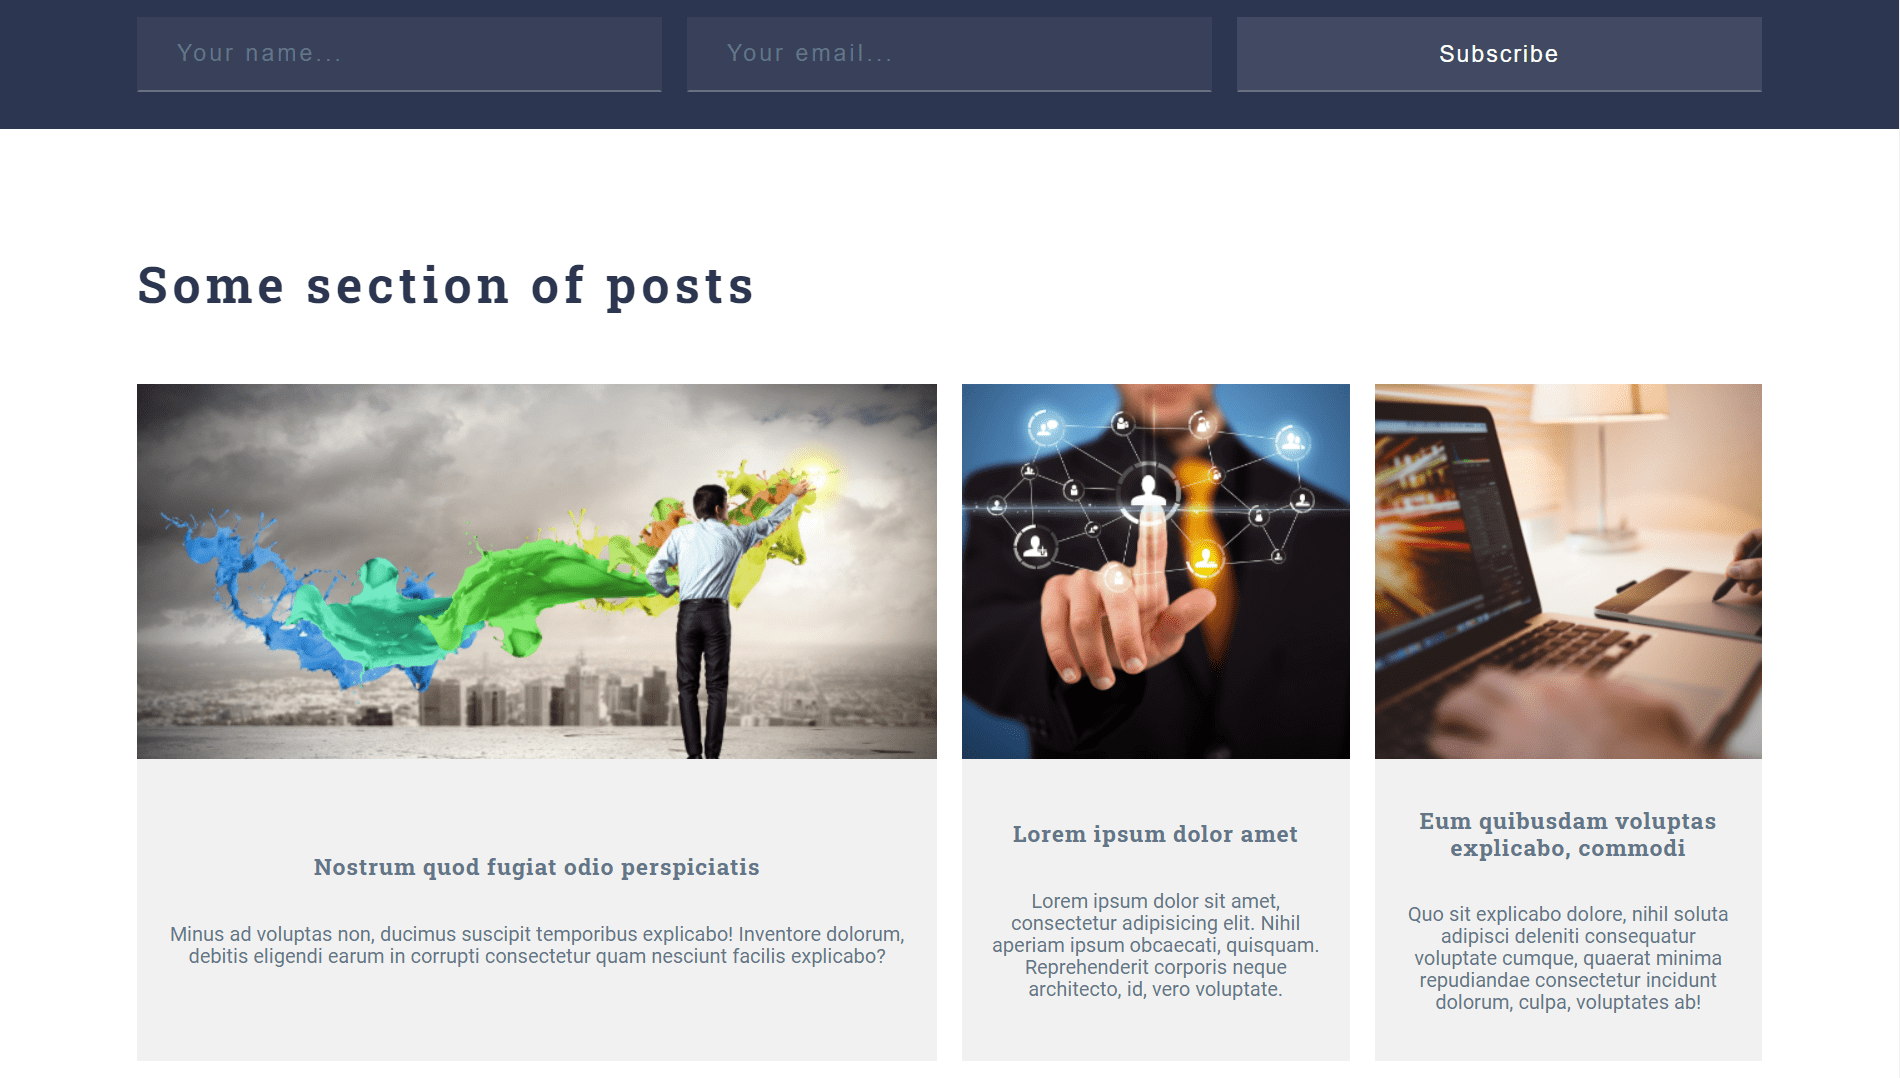 Your name...
Your email...
Subscribe
Some section of posts
Nostrum quod fugiat odio perspiciatis
Minus ad voluptas non, ducimus suscipit temporibus explicabo! Inventore dolorum,
debitis eligendi earum in corrupti consectetur quam nesciunt facilis explicabo?
Lorem ipsum dolor amet
Lorem ipsum dolor sit amet,
consectetur adipisicing elit. Nihil
aperiam ipsum obcaecati, quisquam.
Reprehenderit corporis neque
architecto, id, vero voluptate.
Eum quibusdam voluptas
explicabo, commodi
Quo sit explicabo dolore, nihil soluta
adipisci deleniti consequatur
voluptate cumque, quaerat minima
repudiandae consectetur incidunt
dolorum, culpa, voluptates ab!